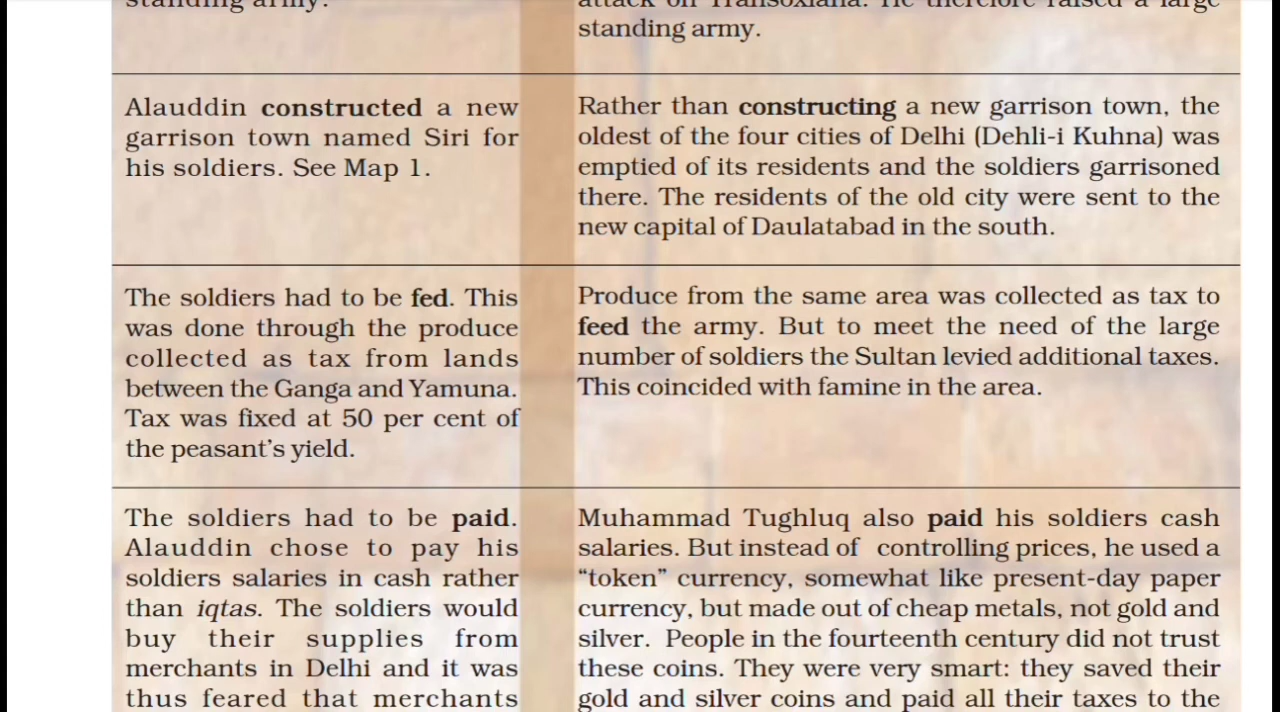 standing army.
Alauddin constructed a new
garrison town named Siri for
his soldiers. See Map 1.
The soldiers had to be fed. This
was done through the produce
collected as tax from lands
between the Ganga and Yamuna.
Tax was fixed at 50 per cent of
the peasant's yield.
The soldiers had to be paid.
Alauddin chose to pay his
soldiers salaries in cash rather
than iqtas. The soldiers would
buy their supplies from
merchants in Delhi and it was
thus feared that merchants
attack on Transoxiana. He therefore raised a large
standing army.
Rather than constructing a new garrison town, the
oldest of the four cities of Delhi (Dehli-i Kuhna) was
emptied of its residents and the soldiers garrisoned
there. The residents of the old city were sent to the
new capital of Daulatabad in the south.
Produce from the same area was collected as tax to
feed the army. But to meet the need of the large
number of soldiers the Sultan levied additional taxes.
This coincided with famine in the area.
Muhammad Tughluq also paid his soldiers cash
salaries. But instead of controlling prices, he used a
“token” currency, somewhat like present-day paper
currency, but made out of cheap metals, not gold and
silver. People in the fourteenth century did not trust
these coins. They were very smart: they saved their
gold and silver coins and paid all their taxes to the